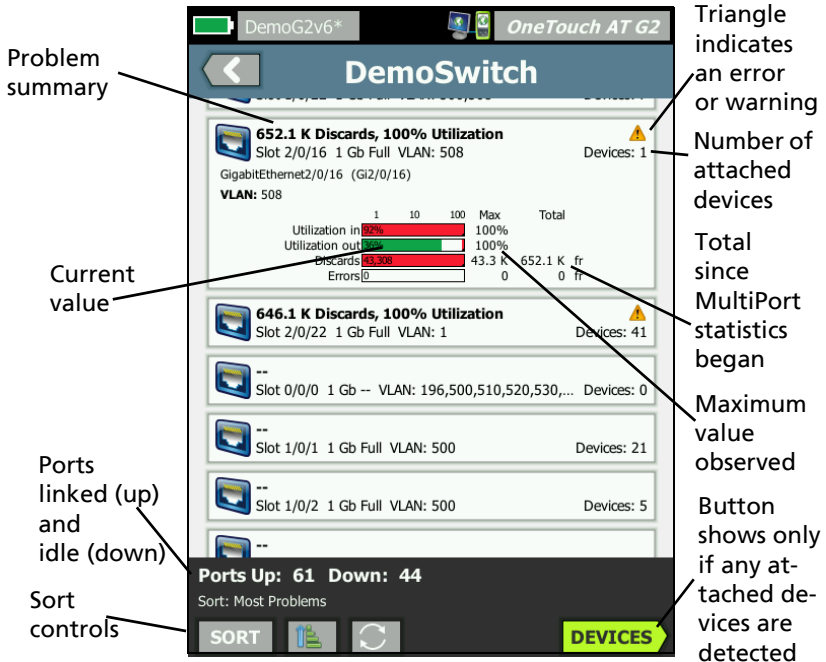 DemoG2v6*
OneTouch AT G2
DemoSwitch
Devices:
652.1 K Discards, 100% Utilization
Slot 2/0/16 1 Gb Full VLAN: 508
Devices: 1
GigabitEthernet2/0/16 (Gi2/0/16)
VLAN: 508
1 10 100 Max Total
Utilization in 92% 100%
Utilization out 36% 100%
Discards 43,308 43.3 K 652.1 K fr
Errors 0 0 0 fr
646.1 K Discards, 100% Utilization
Slot 2/0/22 1 Gb Full VLAN: 1
Devices: 41
--
Slot 0/0/0 1 Gb -- VLAN: 196,500,510,520,530,...
Devices: 0
--
Slot 1/0/1 1 Gb Full VLAN: 500
Devices: 21
--
Slot 1/0/2 1 Gb Full VLAN: 500
Devices: 5
--
Ports Up: 61 Down: 44
Sort: Most Problems
SORT
DEVICES
Problem
summary
Current
value
Ports
linked (up)
and
idle (down)
Sort
controls
Triangle
indicates
an error
or warning
Number of
attached
devices
Total
since
MultiPort
statistics
began
Maximum
value
observed
Button
shows only
if any at-
tached de-
vices are
detected